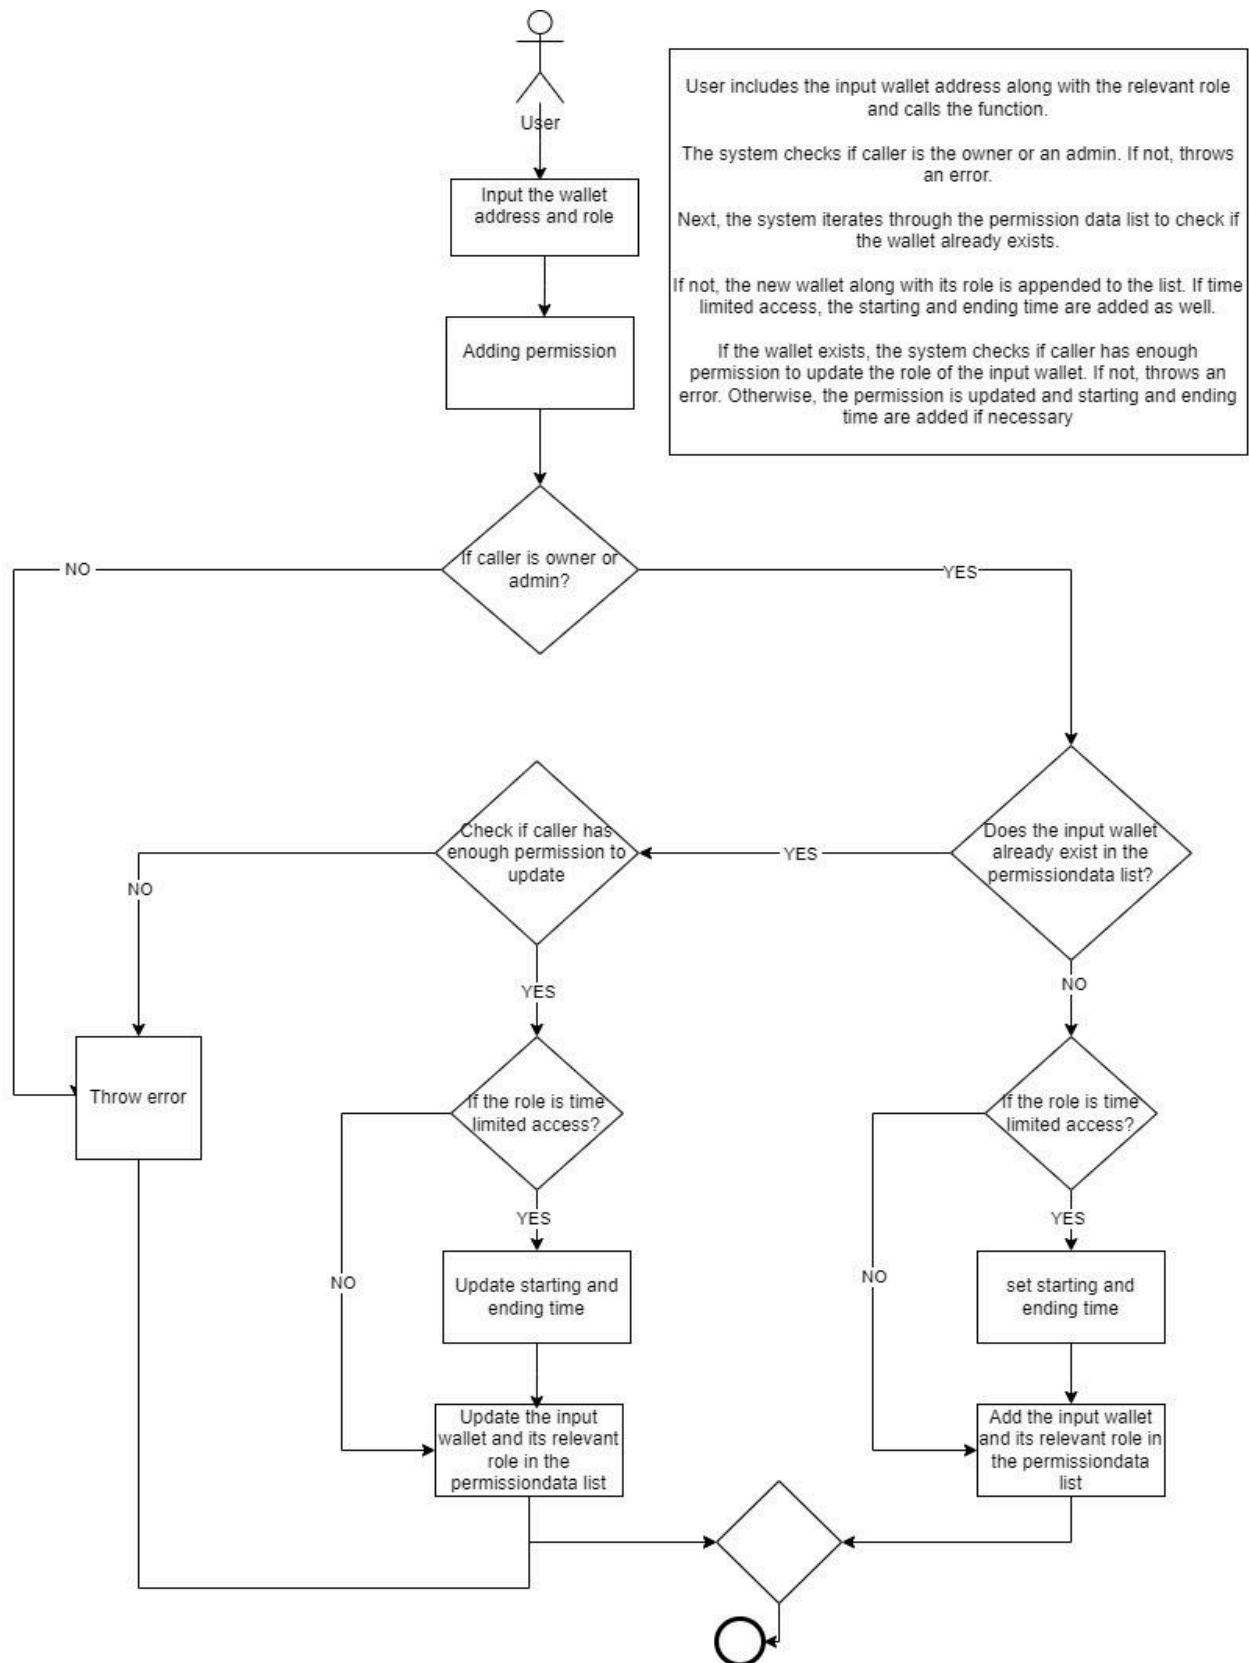 User
User includes the input wallet address along with the relevant role
and calls the function.
The system checks if caller is the owner or an admin. If not, throws
an error.
Next, the system iterates through the permission data list to check if
the wallet already exists.
If not, the new wallet along with its role is appended to the list. If time
limited access, the starting and ending time are added as well.
If the wallet exists, the system checks if caller has enough
permission to update the role of the input wallet. If not, throws an
error. Otherwise, the permission is updated and starting and ending
time are added if necessary
Input the wallet
address and role
Adding permission
If caller is owner or
admin?
NO
YES
Check if caller has
enough permission to
update
YES
Does the input wallet
already exist in the
permissiondata list?
NO
YES
NO
Throw error
If the role is time
limited access?
If the role is time
limited access?
YES
YES
NO
Update starting and
ending time
NO
set starting and
ending time
Update the input
wallet and its relevant
role in the
permissiondata list
Add the input wallet
and its relevant role in
the permissiondata
list